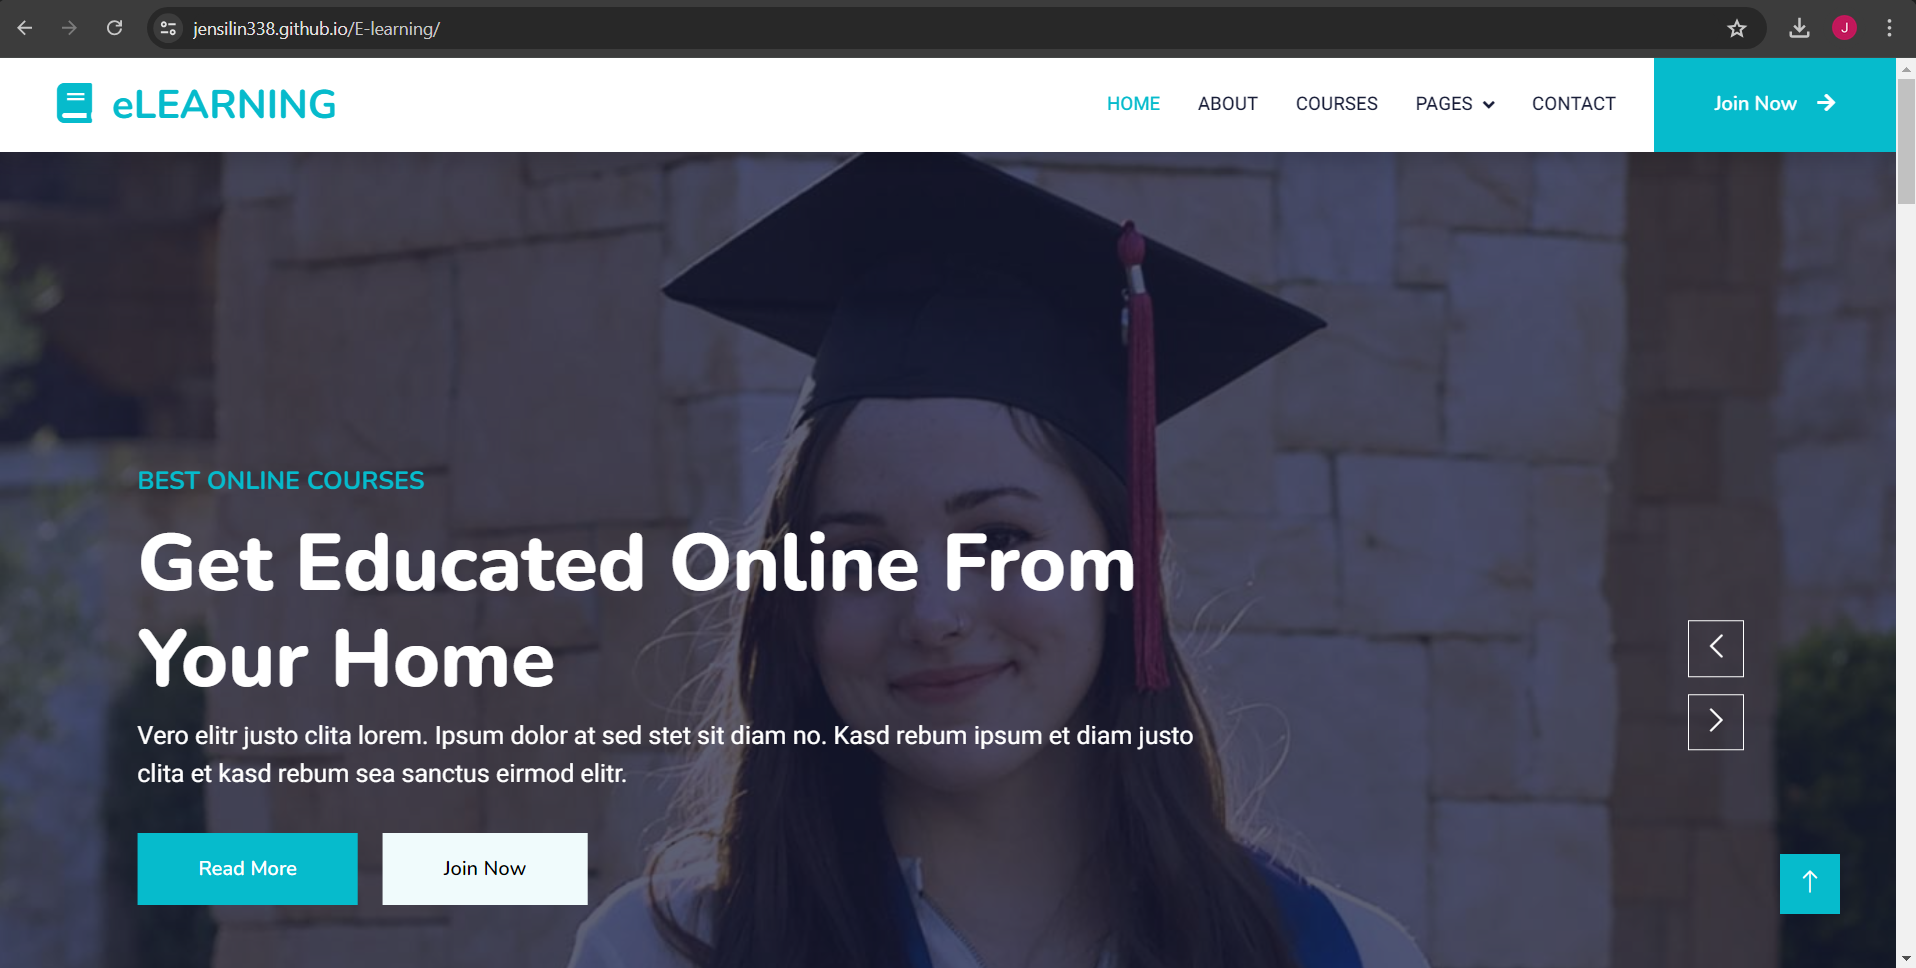 jensilin338.github.io/E-learning/
J
eLEARNING
HOME ABOUT COURSES PAGES CONTACT Join Now
BEST ONLINE COURSES
Get Educated Online From
Your Home
Vero elitr justo clita lorem. Ipsum dolor at sed stet sit diam no. Kasd rebum ipsum et diam justo
clita et kasd rebum sea sanctus eirmod elitr.
Read More Join Now